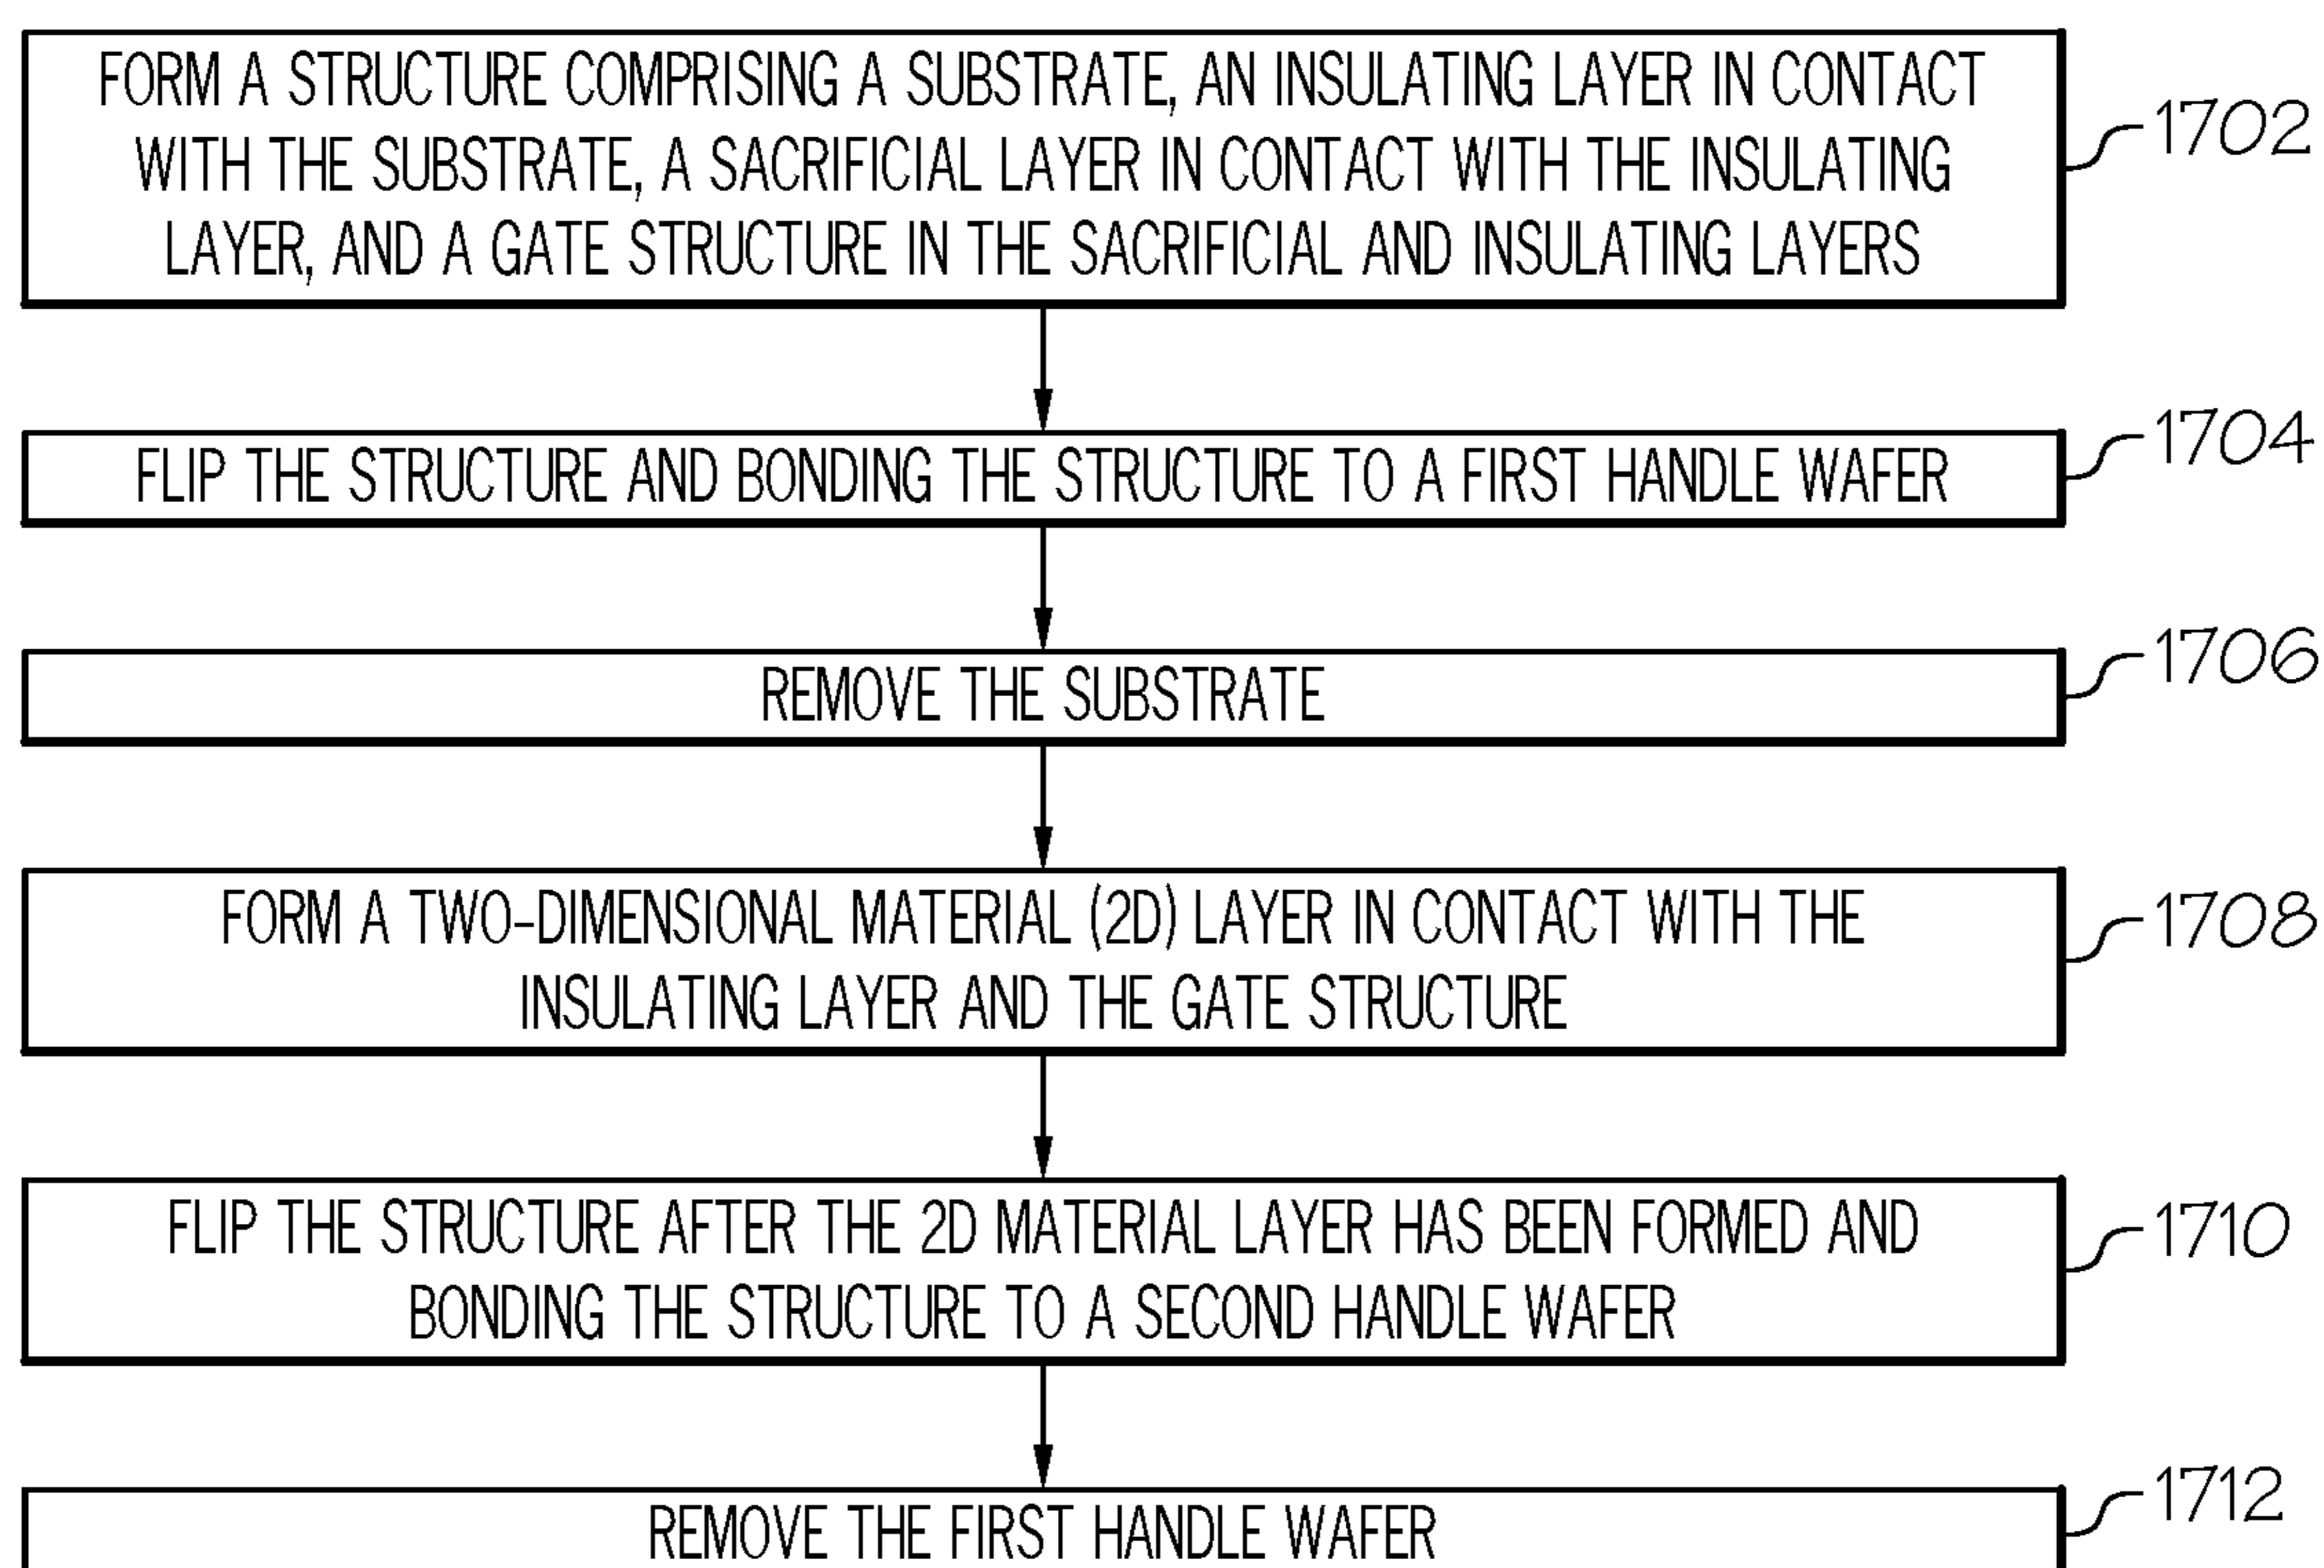 FORM A STRUCTURE COMPRISING A SUBSTRATE, AN INSULATING LAYER IN CONTACT
WITH THE SUBSTRATE, A SACRIFICIAL LAYER IN CONTACT WITH THE INSULATING
LAYER, AND A GATE STRUCTURE IN THE SACRIFICIAL AND INSULATING LAYERS
1702
FLIP THE STRUCTURE AND BONDING THE STRUCTURE TO A FIRST HANDLE WAFER
1704
REMOVE THE SUBSTRATE
1706
FORM A TWO-DIMENSIONAL MATERIAL (2D) LAYER IN CONTACT WITH THE
INSULATING LAYER AND THE GATE STRUCTURE
1708
FLIP THE STRUCTURE AFTER THE 2D MATERIAL LAYER HAS BEEN FORMED AND
BONDING THE STRUCTURE TO A SECOND HANDLE WAFER
1710
REMOVE THE FIRST HANDLE WAFER
1712